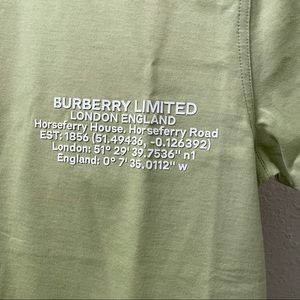 BURBERRY LIMITED
LONDON ENGLAND
Horseferry House. Horseferry Road
EST: 1856 (51.49436, -0.126392)
London: 51° 29' 39.7536'' n1
England: 0° 7' 35.0112'' w